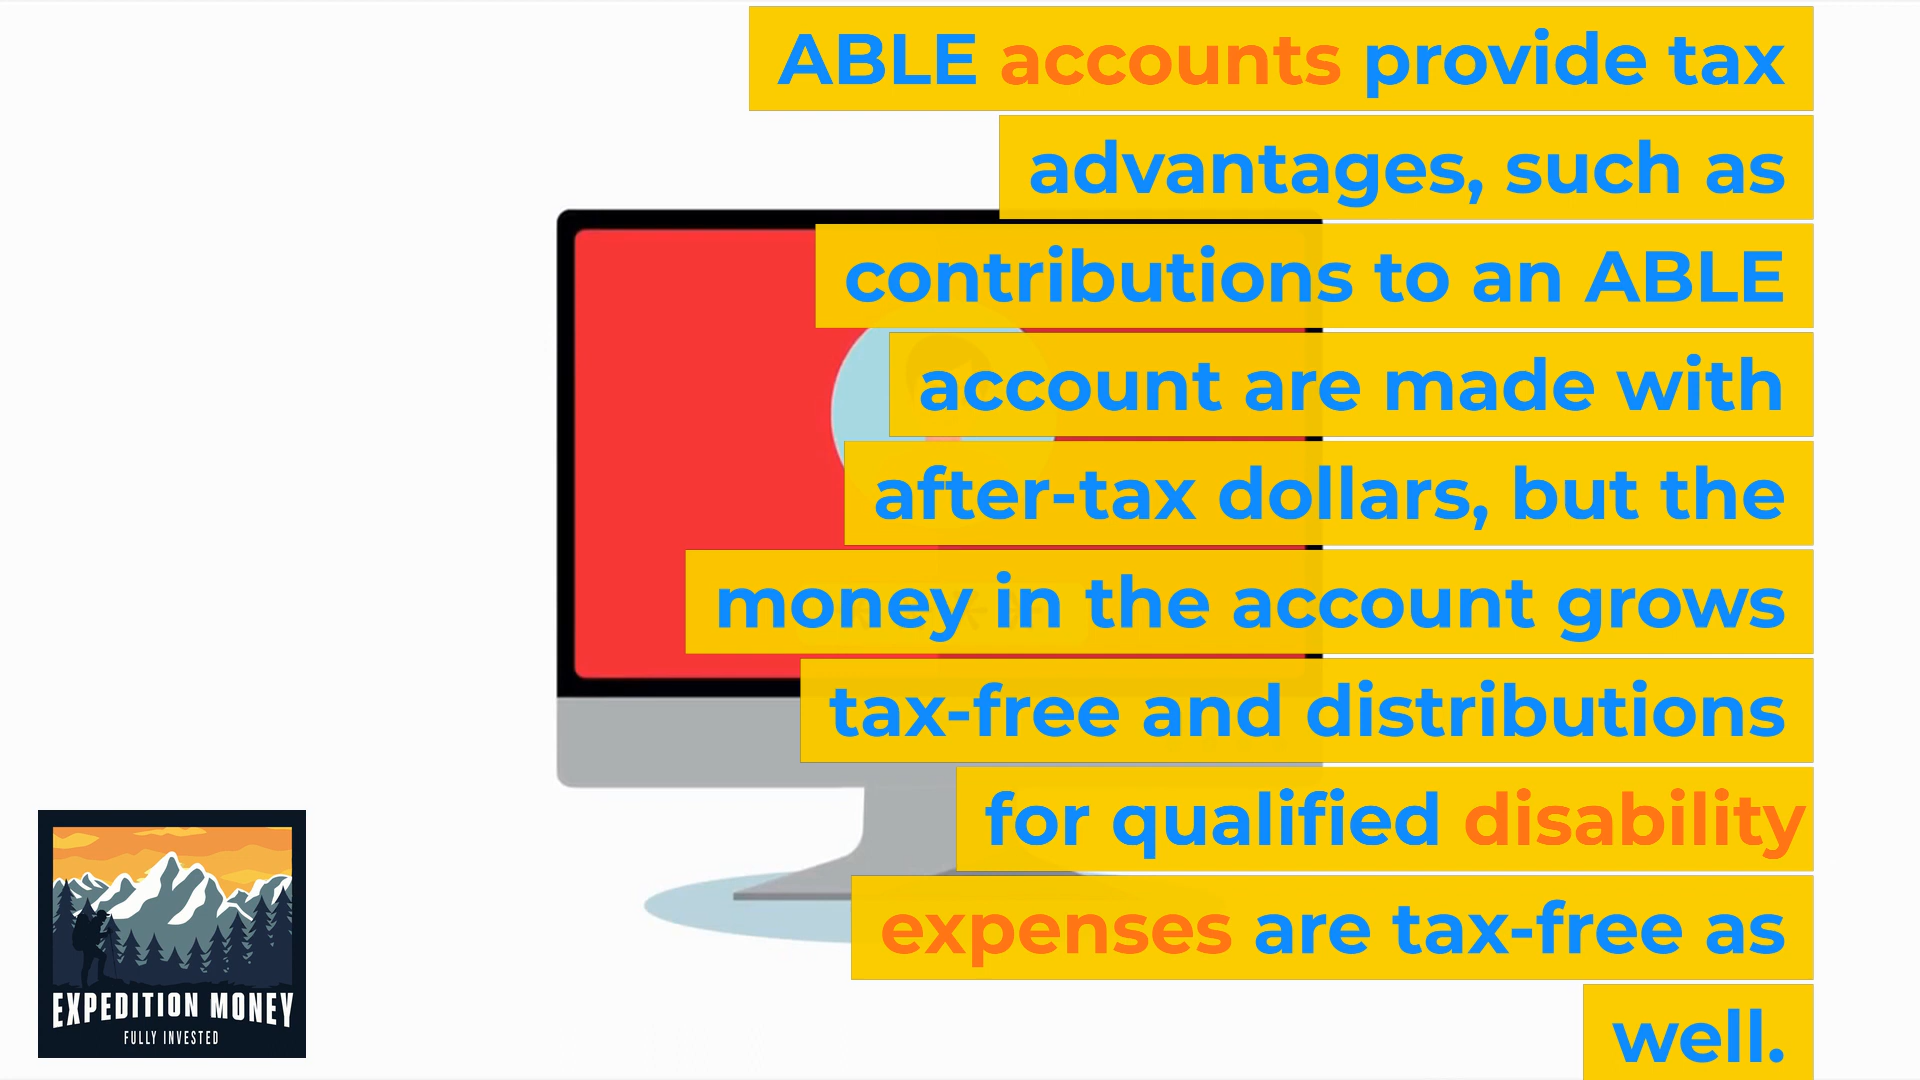 ABLE accounts provide tax
advantages, such as
contributions to an ABLE
account are made with
after-tax dollars, but the
money in the account grows
tax-free and distributions
for qualified disability
expenses are tax-free as
well.
EXPEDITION MONEY
FULLY INVESTED